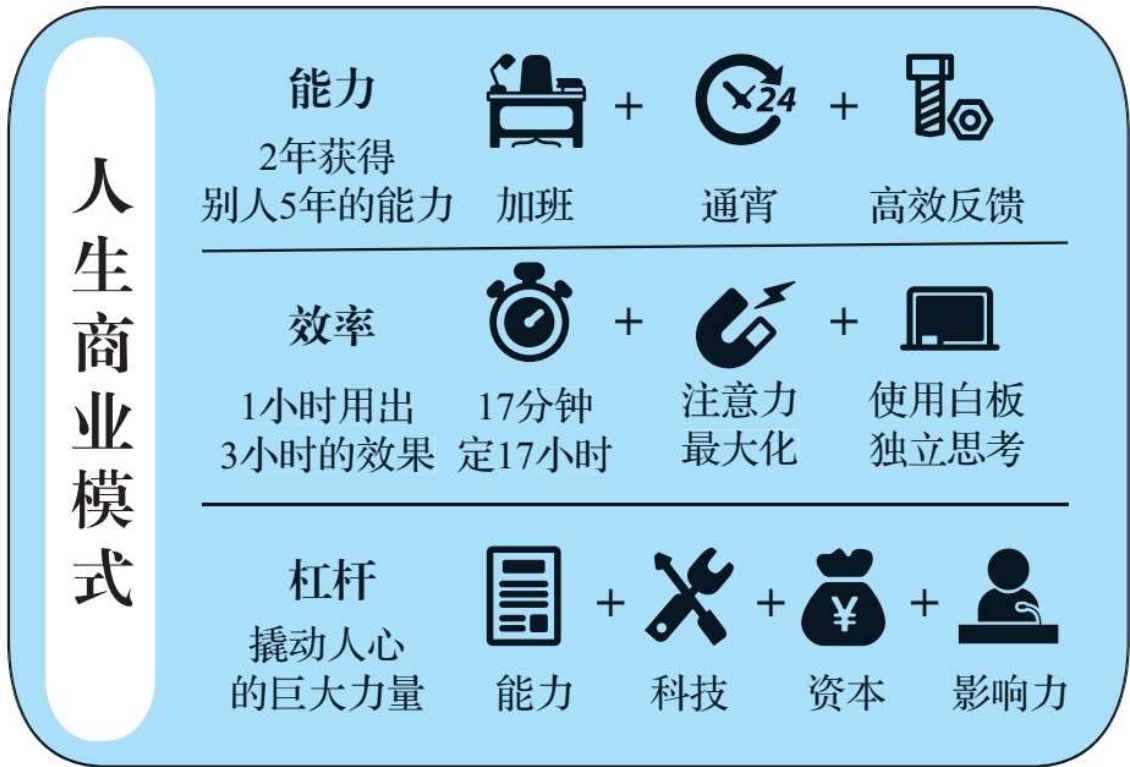 人生商业模式
能力
2年获得
别人5年的能力
+
24
+
加班
通宵
高效反馈
效率
1小时用出
3小时的效果
+
+
17分钟
定17小时
注意力
最大化
使用白板
独立思考
杠杆
撬动人心
的巨大力量
+
+
¥
+
能力
科技
资本
影响力